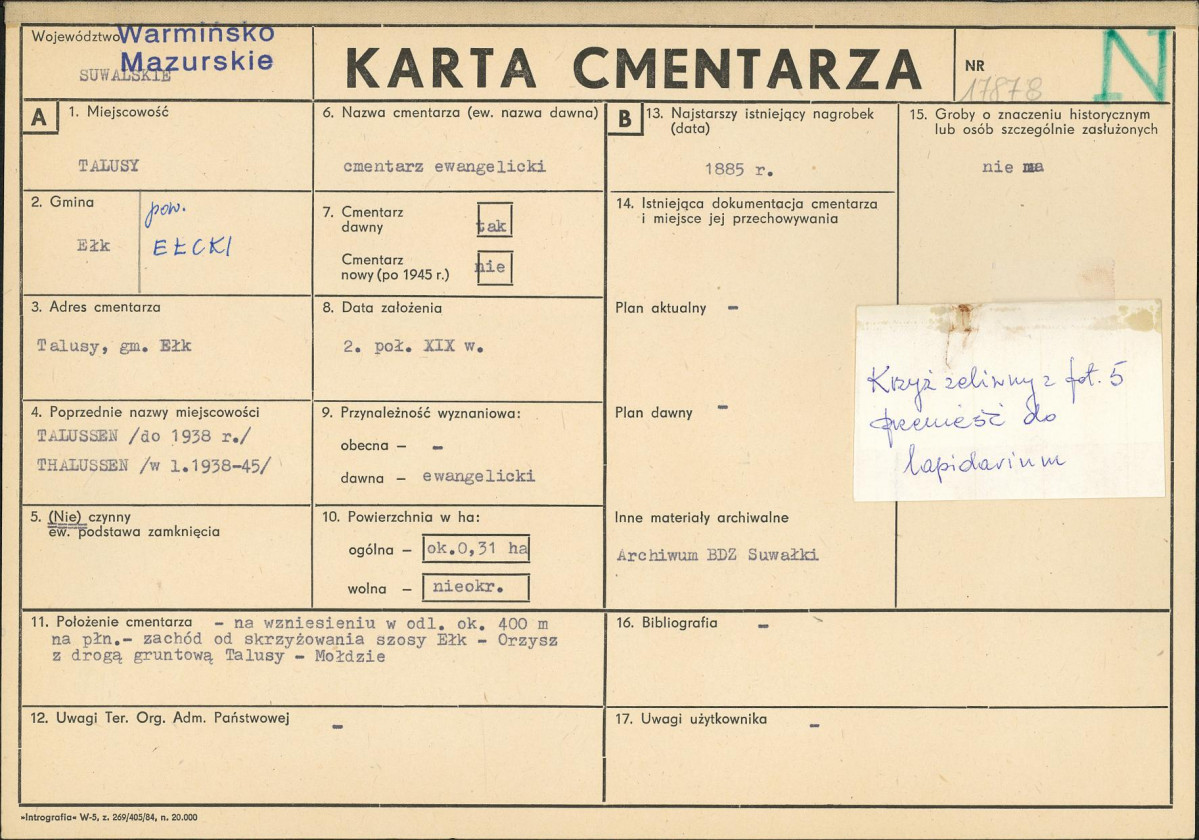 Województwo Warmińsko
Mazurskie
SUWALSKIE
KARTA CMENTARZA
NR
17878
N
A
1. Miejscowość
TALUSY
2. Gmina
Ełk
pow.
EŁCKI
3. Adres cmentarza
Talusy, gm. Ełk
4. Poprzednie nazwy miejscowości
TALUSSEN /do 1938 r./
THALUSSEN /w l.1938-45/
5. (Nie) czynny
ew. podstawa zamknięcia
6. Nazwa cmentarza (ew. nazwa dawna)
cmentarz ewangelicki
7. Cmentarz
dawny
tak
Cmentarz
nowy (po 1945 r.)
nie
8. Data założenia
2. poł. XIX w.
9. Przynależność wyznaniowa:
obecna – -
dawna – ewangelicki
10. Powierzchnia w ha:
ogólna – ok.0,31 ha
wolna – nieokr.
11. Położenie cmentarza - na wzniesieniu w odl. ok. 400 m
na płn.- zachód od skrzyżowania szosy Ełk - Orzysz
z drogą gruntową Talusy - Mołdzie
12. Uwagi Ter. Org. Adm. Państwowej -
B
13. Najstarszy istniejący nagrobek
(data)
1885 r.
14. Istniejąca dokumentacja cmentarza
i miejsce jej przechowywania
Plan aktualny -
Plan dawny -
Inne materiały archiwalne
Archiwum BDZ Suwałki
15. Groby o znaczeniu historycznym
lub osób szczególnie zasłużonych
nie ma
Krzyż żeliwny z fot. 5
przenieść do
lapidarium
16. Bibliografia -
17. Uwagi użytkownika -
»Intrografia« W-5, z. 269/405/84, n. 20.000